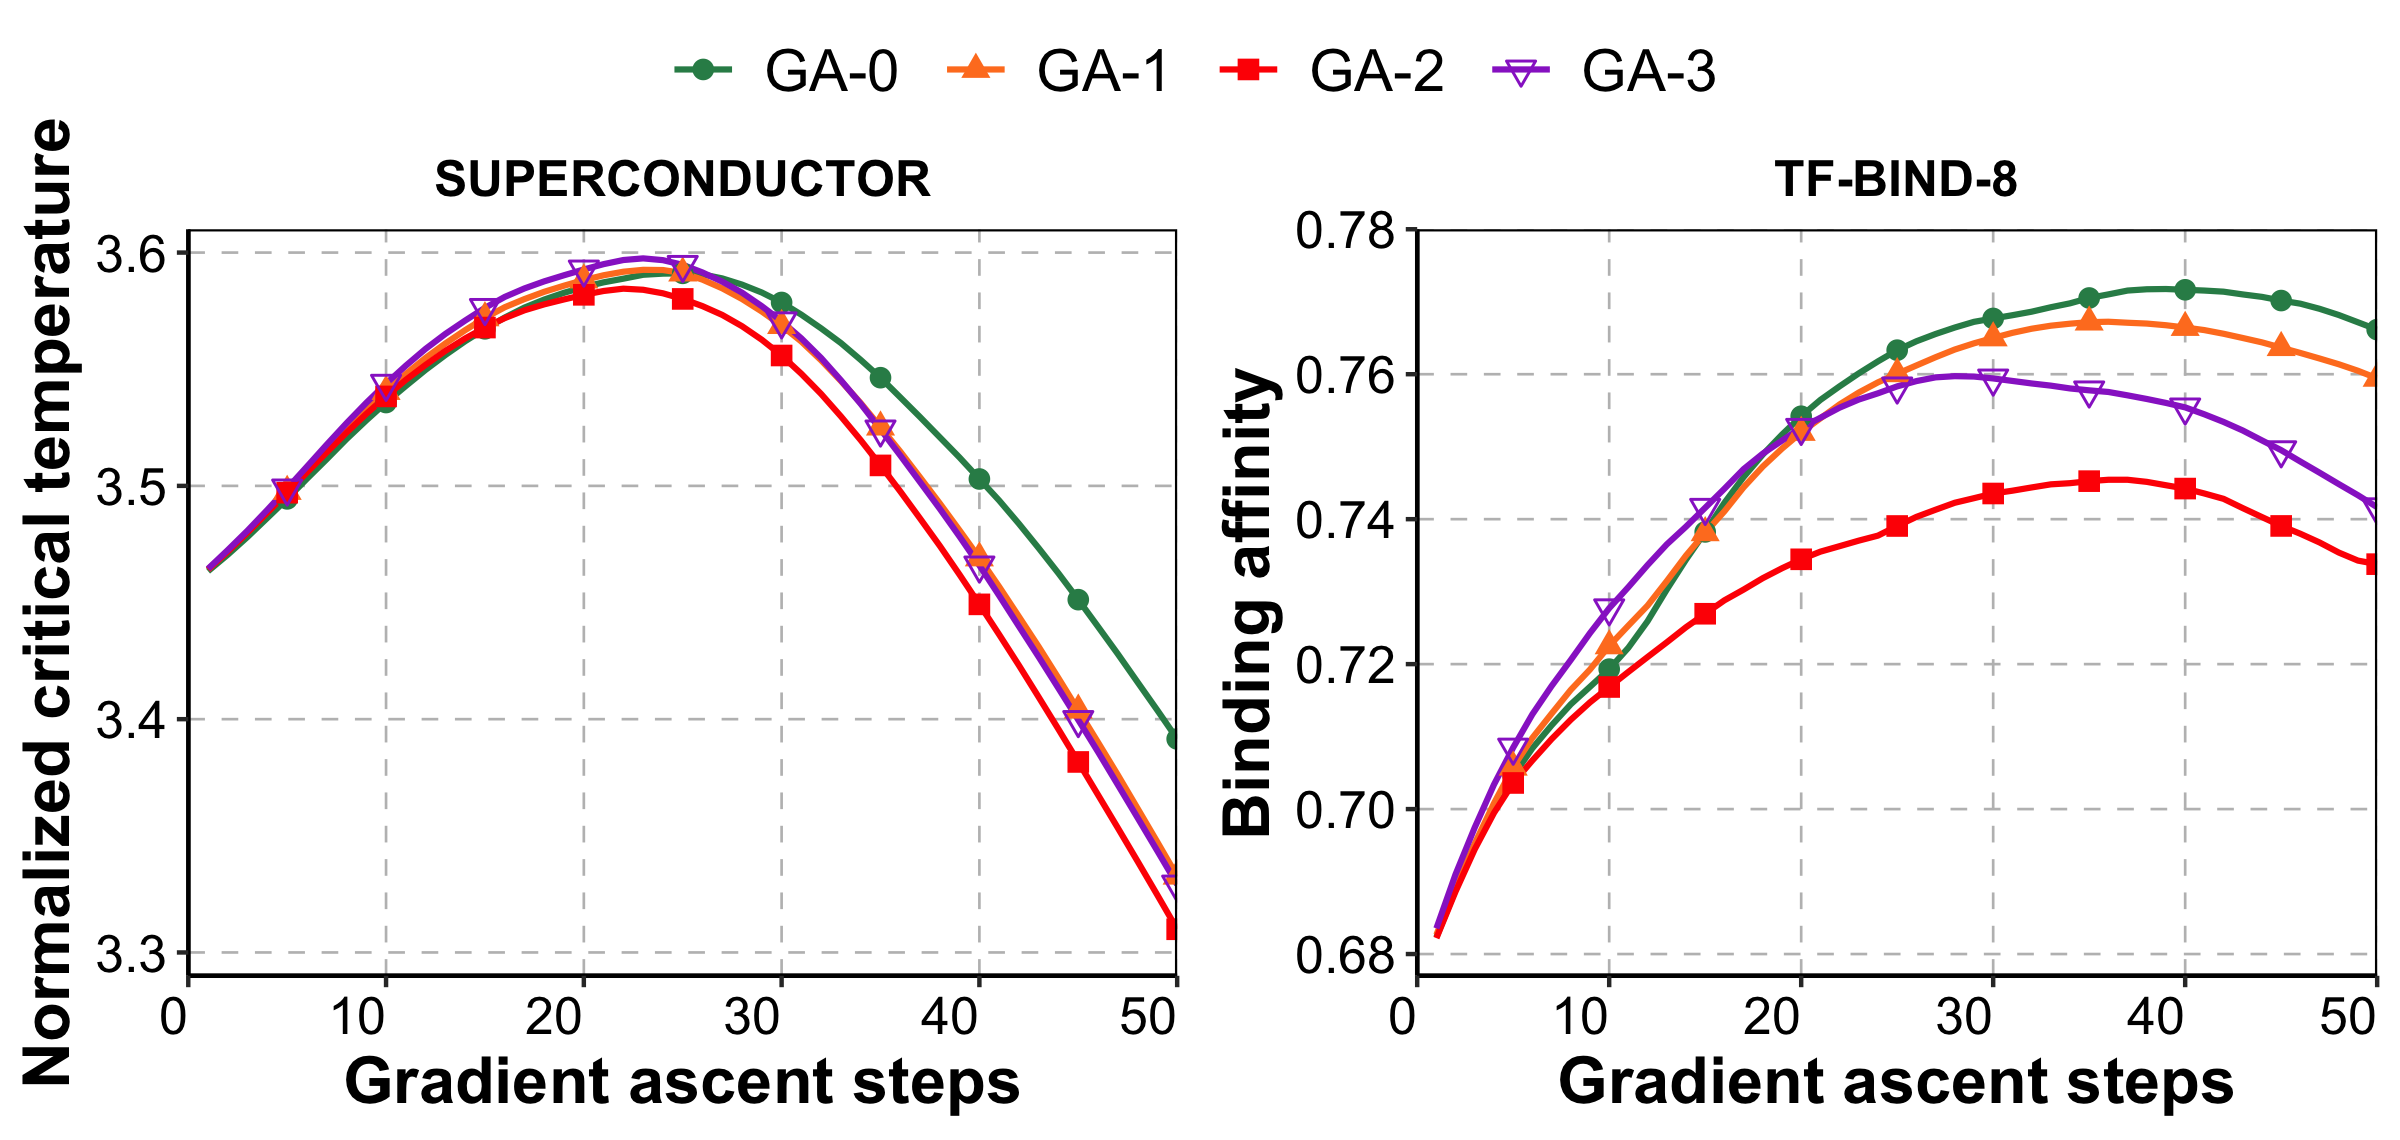 GA-0 GA-1 GA-2 GA-3
SUPERCONDUCTOR
Normalized critical temperature
3.6
3.5
3.4
3.3
0 10 20 30 40 50
Gradient ascent steps
TF-BIND-8
Binding affinity
0.78
0.76
0.74
0.72
0.70
0.68
0 10 20 30 40 50
Gradient ascent steps